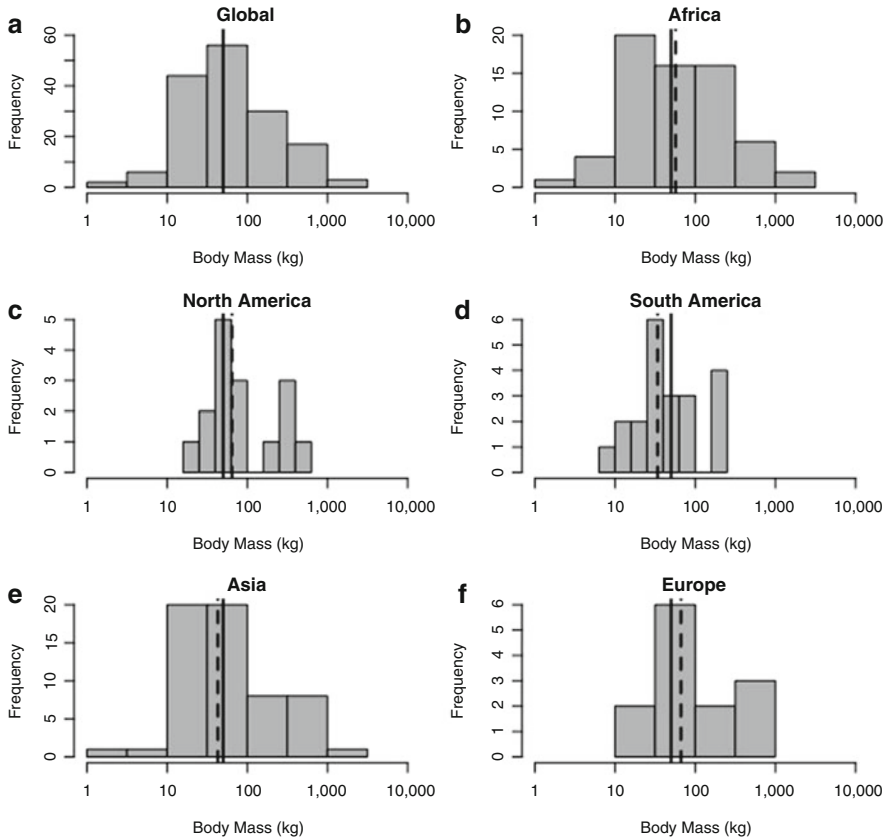 a
Global
Frequency
60
40
20
0
1 10 100 1,000 10,000
Body Mass (kg)
b
Africa
Frequency
20
15
10
5
0
1 10 100 1,000 10,000
Body Mass (kg)
c
North America
Frequency
5
4
3
2
1
0
1 10 100 1,000 10,000
Body Mass (kg)
d
South America
Frequency
6
5
4
3
2
1
0
1 10 100 1,000 10,000
Body Mass (kg)
e
Asia
Frequency
20
15
10
5
0
1 10 100 1,000 10,000
Body Mass (kg)
f
Europe
Frequency
6
5
4
3
2
1
0
1 10 100 1,000 10,000
Body Mass (kg)